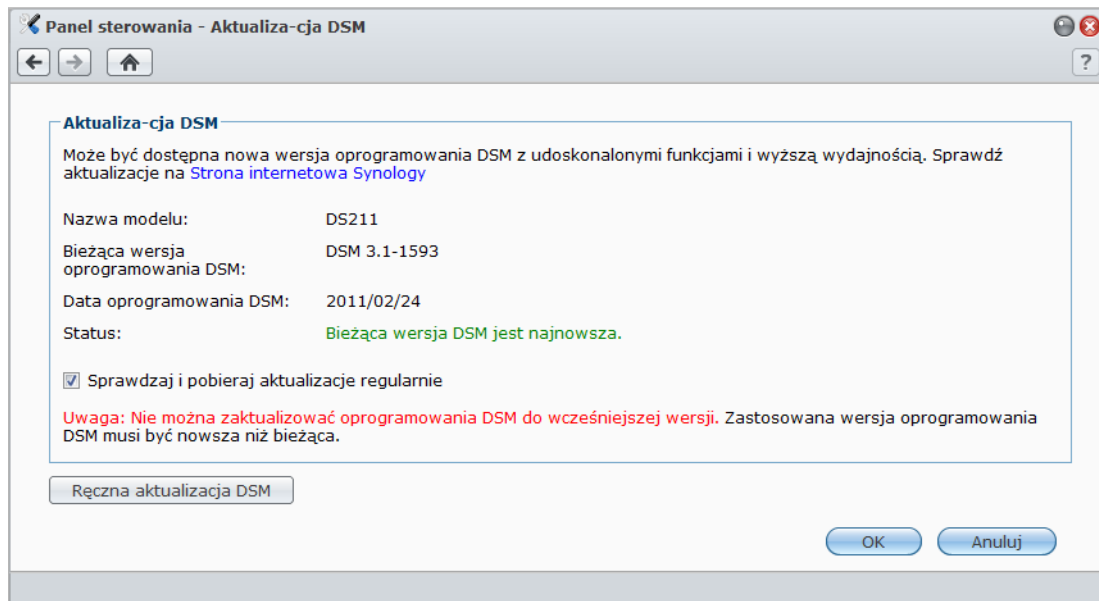 Panel sterowania - Aktualiza-cja DSM
?
Aktualiza-cja DSM
Może być dostępna nowa wersja oprogramowania DSM z udoskonalonymi funkcjami i wyższą wydajnością. Sprawdź
aktualizacje na Strona internetowa Synology
Nazwa modelu: DS211
Bieżąca wersja DSM 3.1-1593
oprogramowania DSM:
Data oprogramowania DSM: 2011/02/24
Status: Bieżąca wersja DSM jest najnowsza.
Sprawdzaj i pobieraj aktualizacje regularnie
Uwaga: Nie można zaktualizować oprogramowania DSM do wcześniejszej wersji. Zastosowana wersja oprogramowania
DSM musi być nowsza niż bieżąca.
Ręczna aktualizacja DSM
OK Anuluj